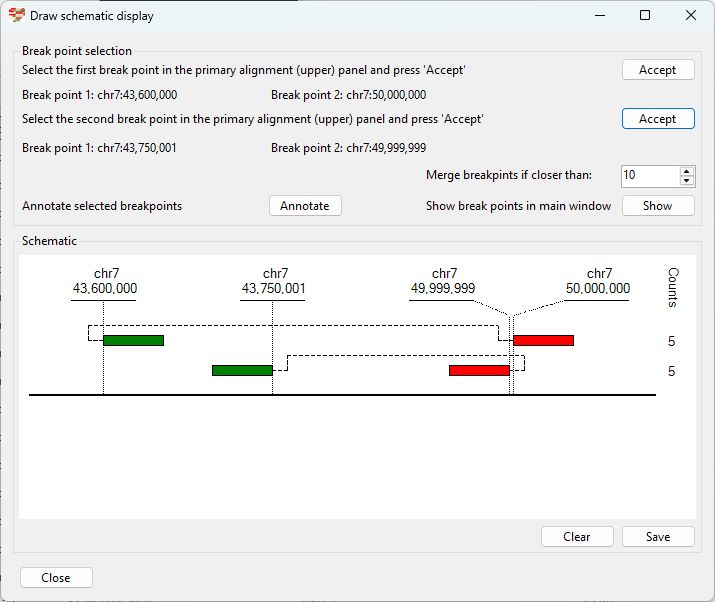 Draw schematic display
Break point selection
Select the first break point in the primary alignment (upper) panel and press 'Accept'
Accept
Break point 1: chr7:43,600,000 Break point 2: chr7:50,000,000
Select the second break point in the primary alignment (upper) panel and press 'Accept'
Accept
Break point 1: chr7:43,750,001 Break point 2: chr7:49,999,999
Merge breakpints if closer than: 10
Annotate selected breakpoints Annotate Show break points in main window Show
Schematic
chr7 chr7 chr7 chr7
43,600,000 43,750,001 49,999,999 50,000,000
Counts
5
5
Clear Save
Close